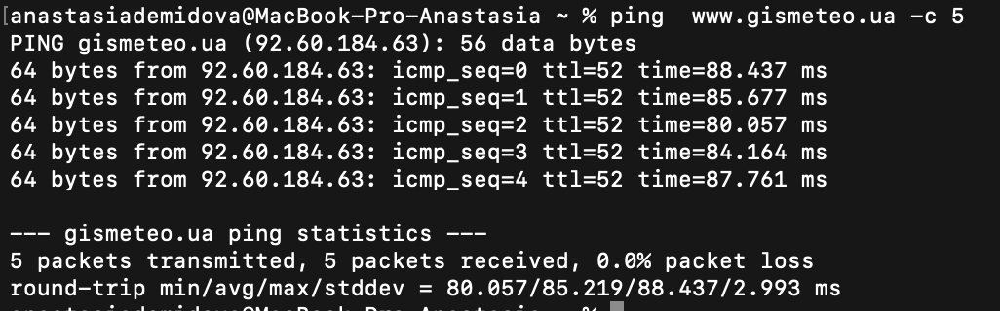 [anastasiademidova@MacBook-Pro-Anastasia ~ % ping  www.gismeteo.ua -c 5
PING gismeteo.ua (92.60.184.63): 56 data bytes
64 bytes from 92.60.184.63: icmp_seq=0 ttl=52 time=88.437 ms
64 bytes from 92.60.184.63: icmp_seq=1 ttl=52 time=85.677 ms
64 bytes from 92.60.184.63: icmp_seq=2 ttl=52 time=80.057 ms
64 bytes from 92.60.184.63: icmp_seq=3 ttl=52 time=84.164 ms
64 bytes from 92.60.184.63: icmp_seq=4 ttl=52 time=87.761 ms

--- gismeteo.ua ping statistics ---
5 packets transmitted, 5 packets received, 0.0% packet loss
round-trip min/avg/max/stddev = 80.057/85.219/88.437/2.993 ms
anastasiademidova@MacBook-Pro-Anastasia ~ %